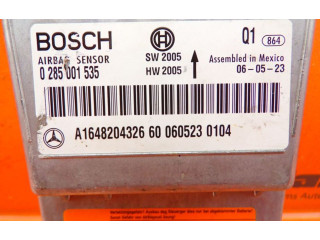 BOSCH
SW 2005
Q1 864
AIRBAG SENSOR
Assembled in Mexico
0 285 001 535
HW 2005
06-05-23
A1648204326 60 060523 0104